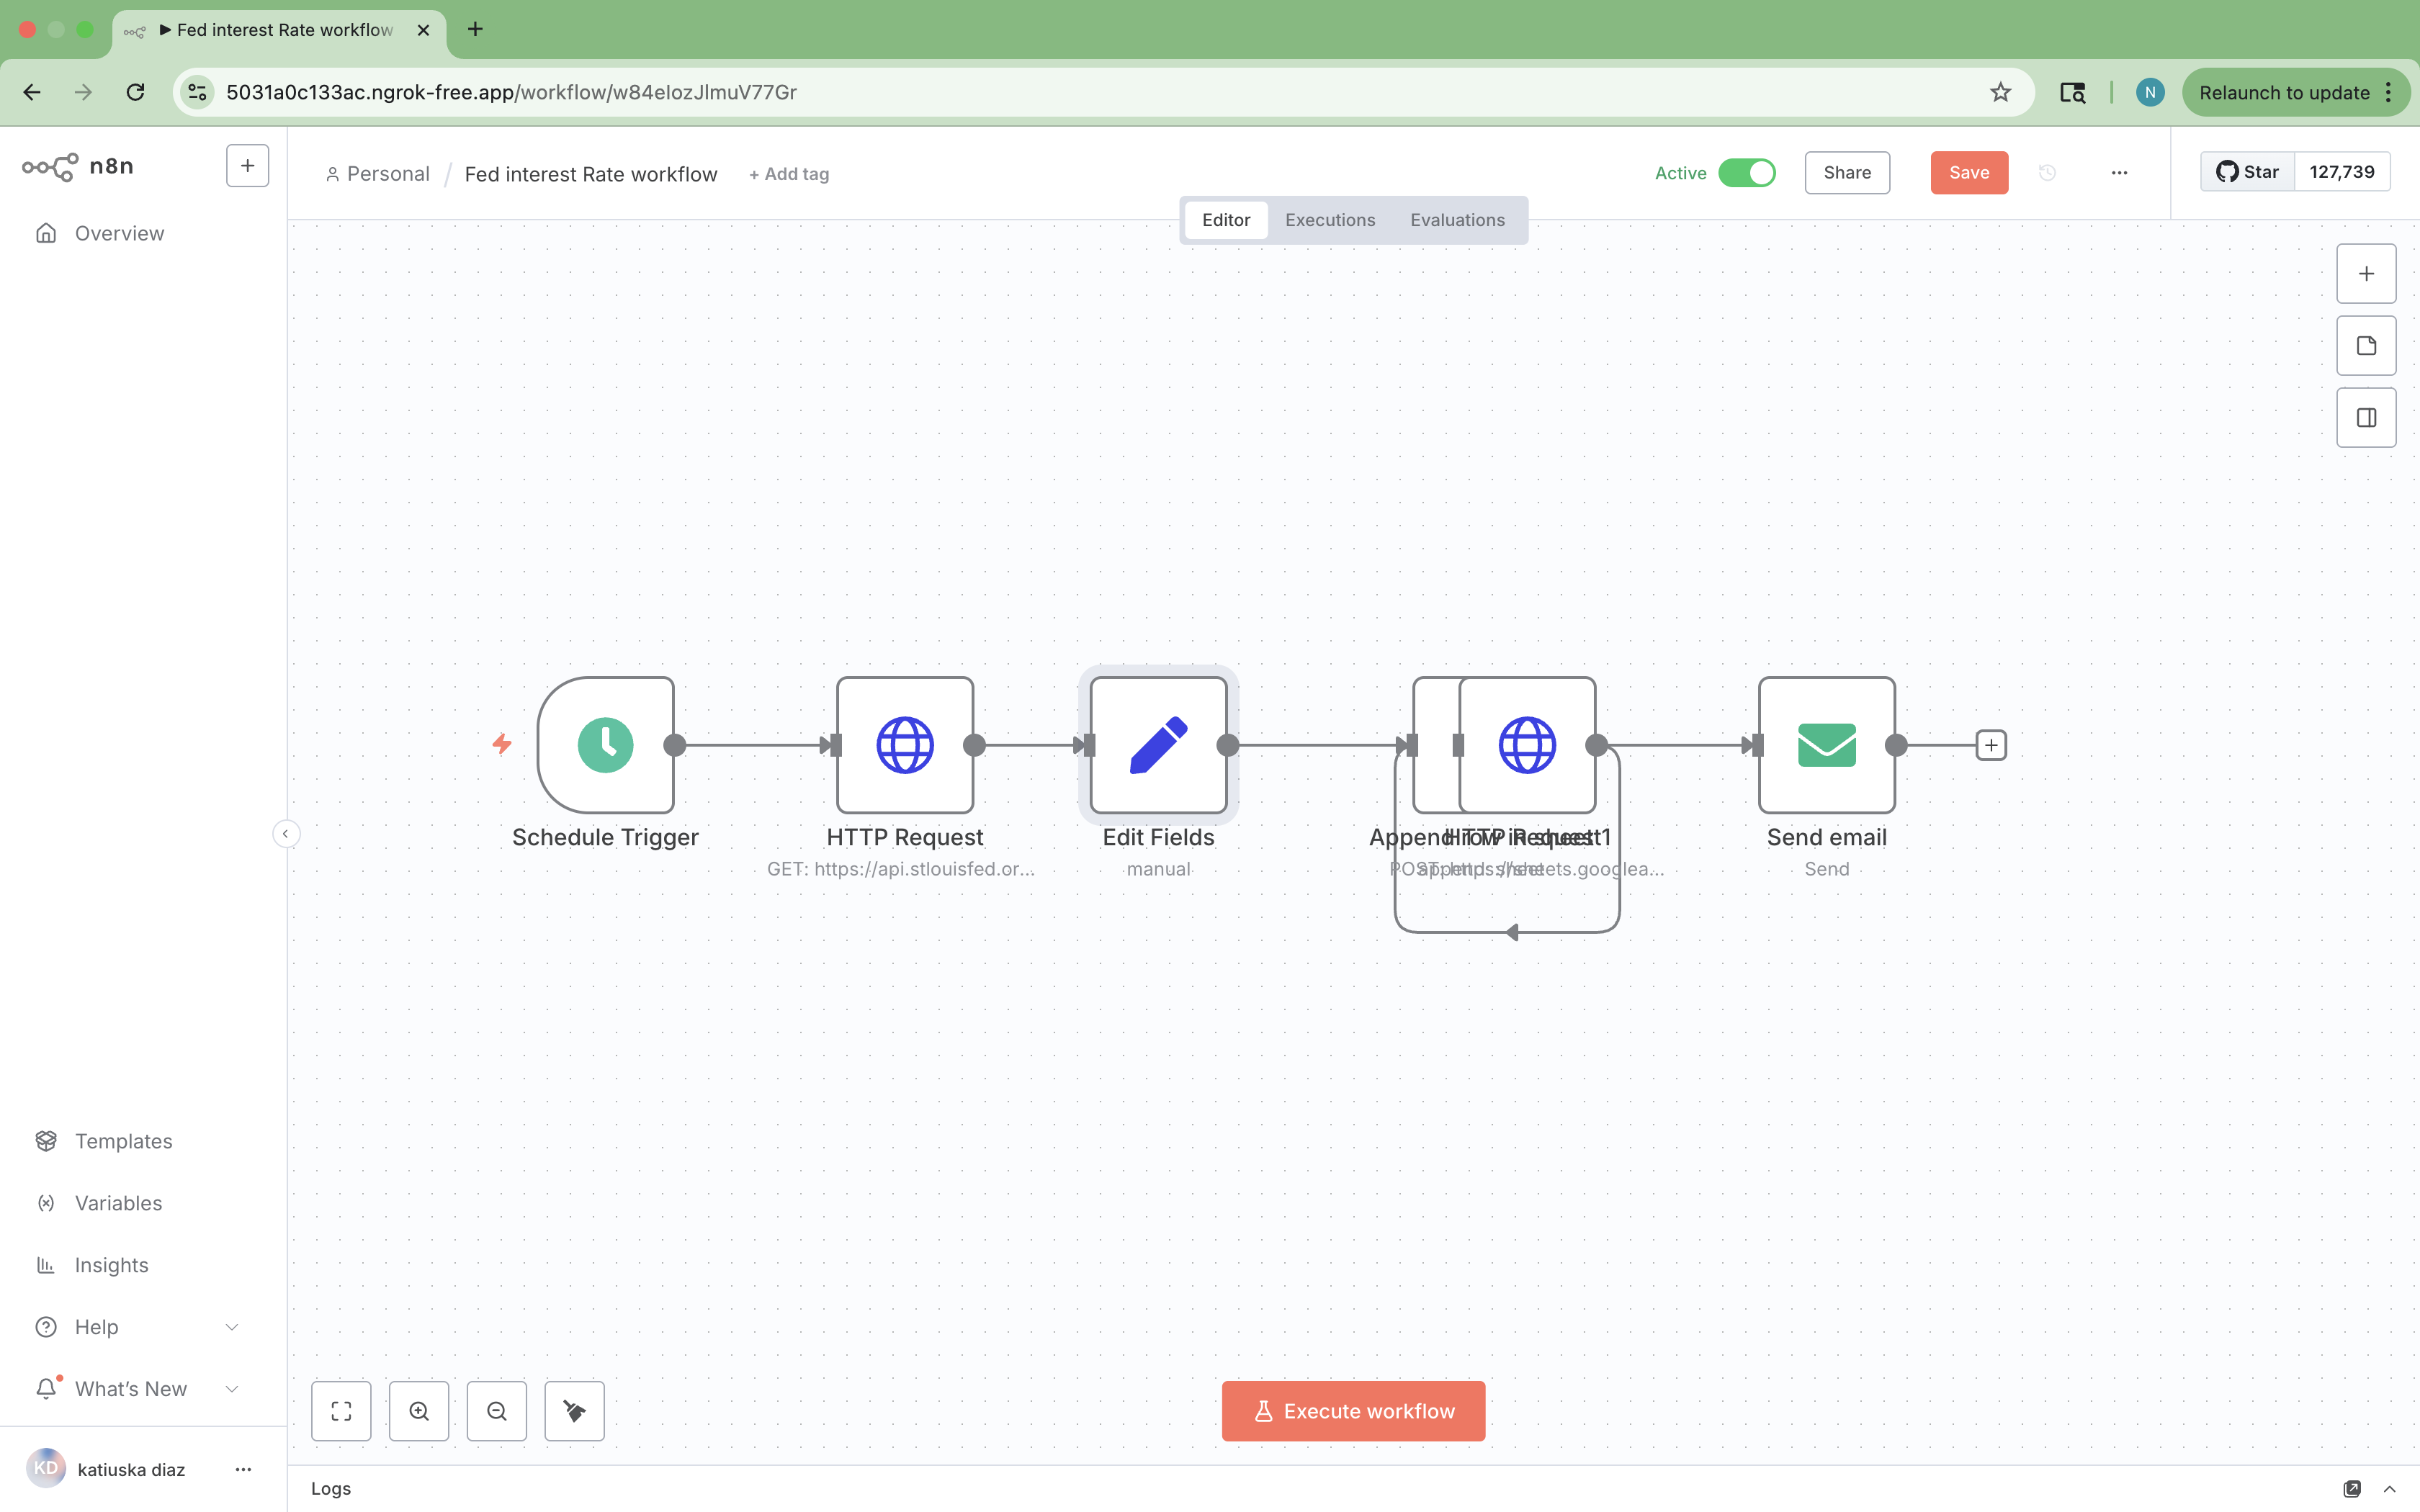 Fed interest Rate workflow
5031a0c133ac.ngrok-free.app/workflow/w84eIozJlmuV77Gr
N
Relaunch to update
n8n
Personal / Fed interest Rate workflow + Add tag
Active
Share
Save
Star 127,739
Editor Executions Evaluations
Overview
Schedule Trigger
HTTP Request
GET: https://api.stlouisfed.or...
Edit Fields
manual
Append row in sheet
append: sheet
HTTP Request1
POST: https://sheets.googlea...
Send email
Send
Templates
Variables
Insights
Help
What's New
Execute workflow
KD katiuska diaz
Logs